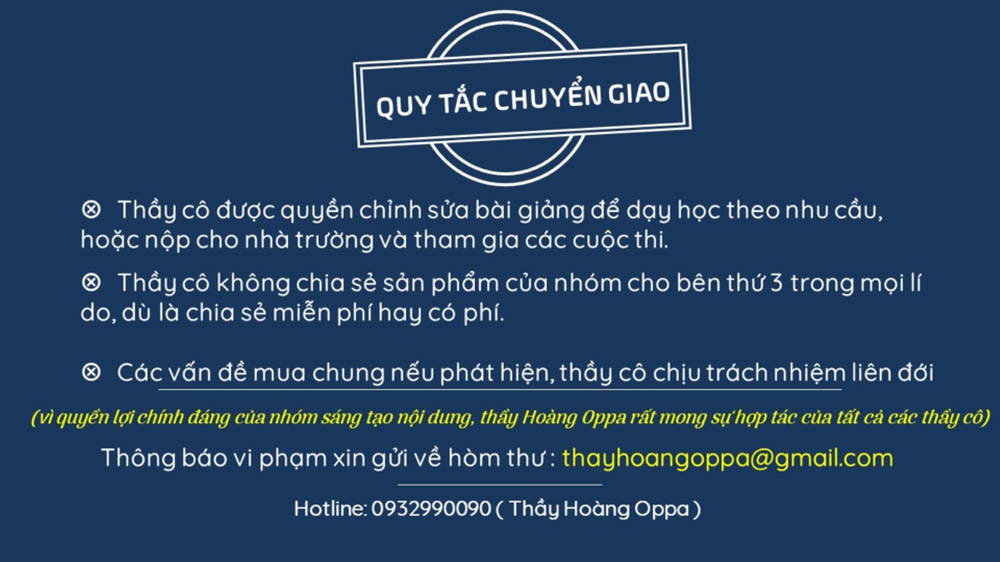 QUY TẮC CHUYỂN GIAO
⊗ Thầy cô được quyền chỉnh sửa bài giảng để dạy học theo nhu cầu,
hoặc nộp cho nhà trường và tham gia các cuộc thi.
⊗ Thầy cô không chia sẻ sản phẩm của nhóm cho bên thứ 3 trong mọi lí
do, dù là chia sẻ miễn phí hay có phí.
⊗ Các vấn đề mua chung nếu phát hiện, thầy cô chịu trách nhiệm liên đới
(vì quyền lợi chính đáng của nhóm sáng tạo nội dung, thầy Hoàng Oppa rất mong sự hợp tác của tất cả các thầy cô)
Thông báo vi phạm xin gửi về hòm thư : thayhoangoppa@gmail.com
Hotline: 0932990090 ( Thầy Hoàng Oppa )